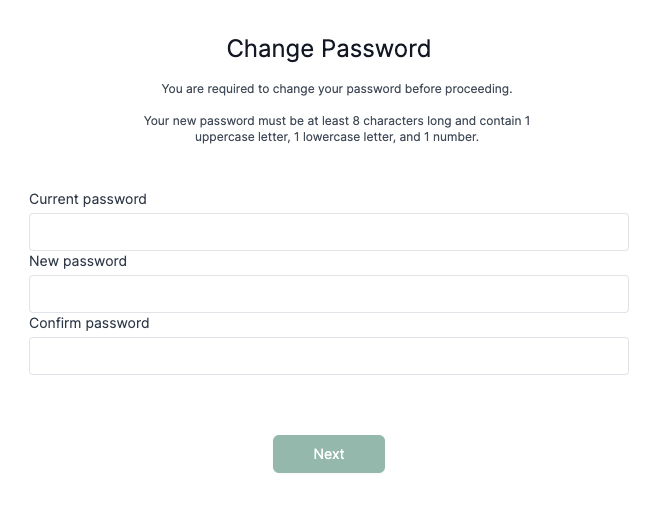 Change Password
You are required to change your password before proceeding.
Your new password must be at least 8 characters long and contain 1
uppercase letter, 1 lowercase letter, and 1 number.
Current password
New password
Confirm password
Next